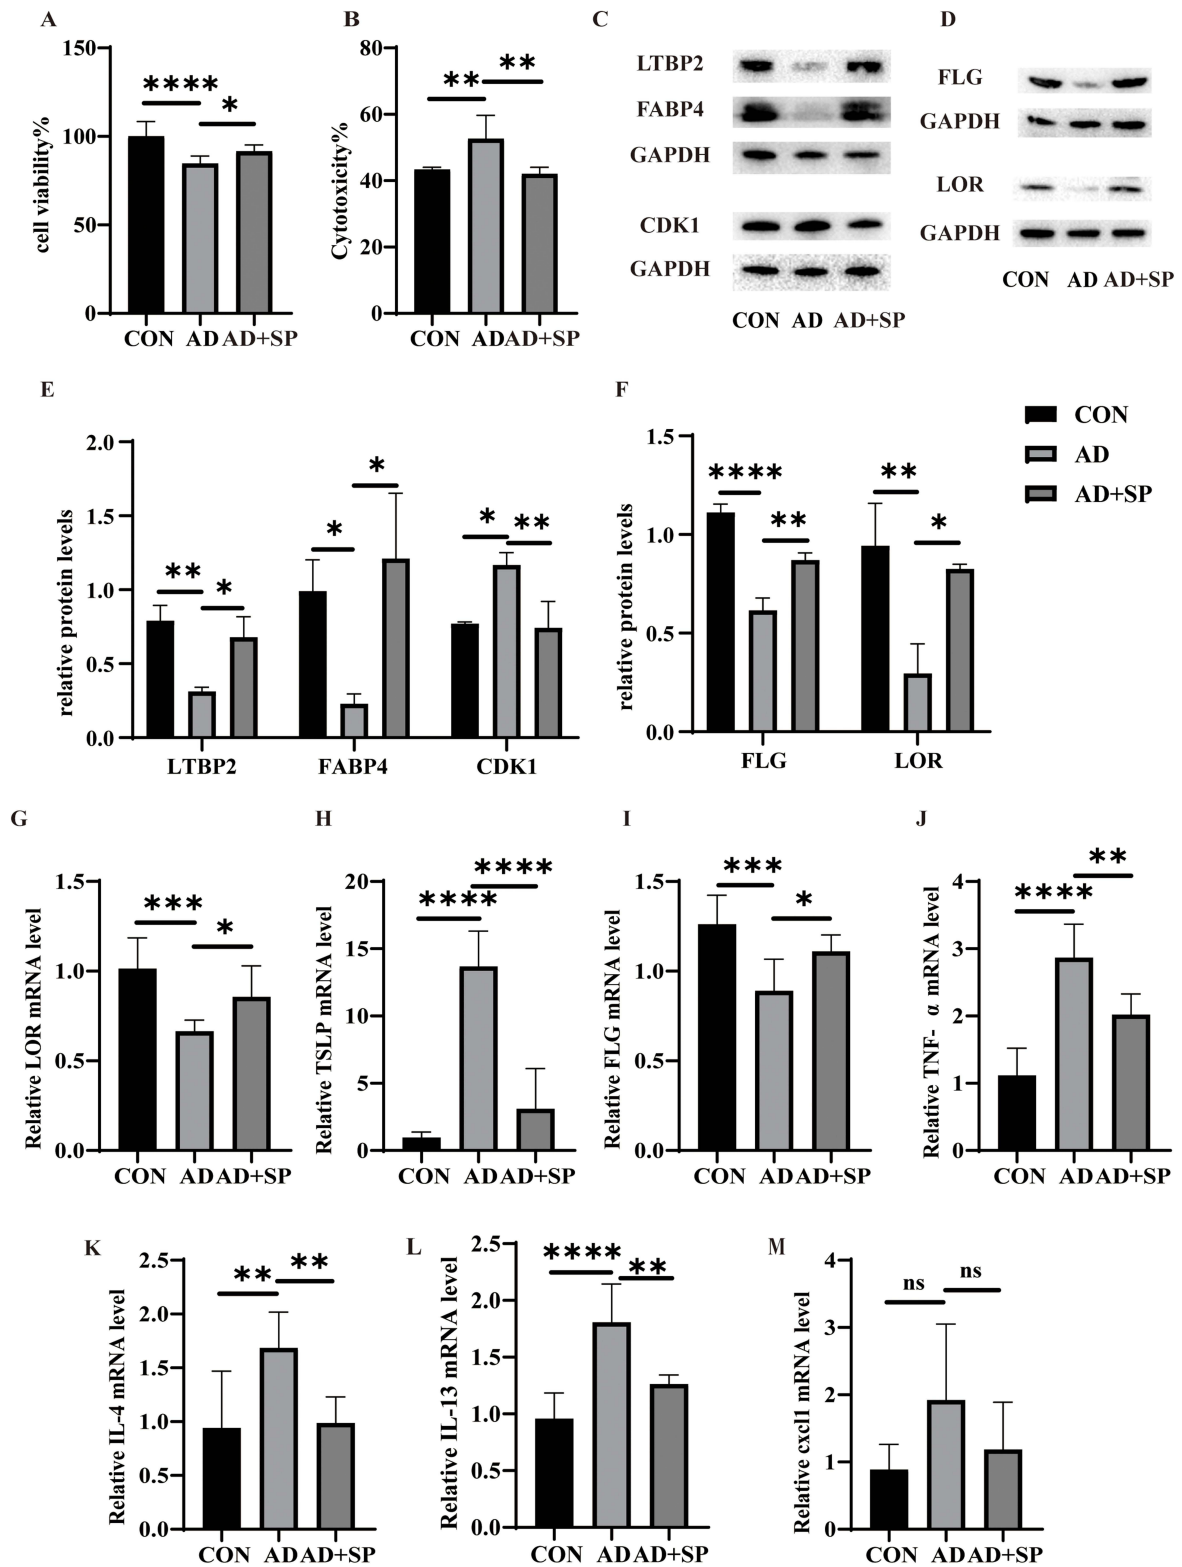 A
cell viability%
150
100
50
0
****
*
CON AD AD+SP
B
Cytotoxicity%
80
60
40
20
0
**
**
CON AD AD+SP
C
LTBP2
FABP4
GAPDH
CDK1
GAPDH
CON AD AD+SP
D
FLG
GAPDH
LOR
GAPDH
CON AD AD+SP
E
relative protein levels
2.0
1.5
1.0
0.5
0.0
**
*
*
*
*
**
LTBP2 FABP4 CDK1
F
relative protein levels
1.5
1.0
0.5
0.0
****
**
**
*
FLG LOR
CON
AD
AD+SP
G
Relative LOR mRNA level
1.5
1.0
0.5
0.0
***
*
CON AD AD+SP
H
Relative TSLP mRNA level
20
15
10
5
0
****
****
CON AD AD+SP
I
Relative FLG mRNA level
1.5
1.0
0.5
0.0
***
*
CON AD AD+SP
J
Relative TNF- α mRNA level
4
3
2
1
0
****
**
CON AD AD+SP
K
Relative IL-4 mRNA level
2.5
2.0
1.5
1.0
0.5
0.0
**
**
CON AD AD+SP
L
Relative IL-13 mRNA level
2.5
2.0
1.5
1.0
0.5
0.0
****
**
CON AD AD+SP
M
Relative cxcl1 mRNA level
4
3
2
1
0
ns
ns
CON AD AD+SP